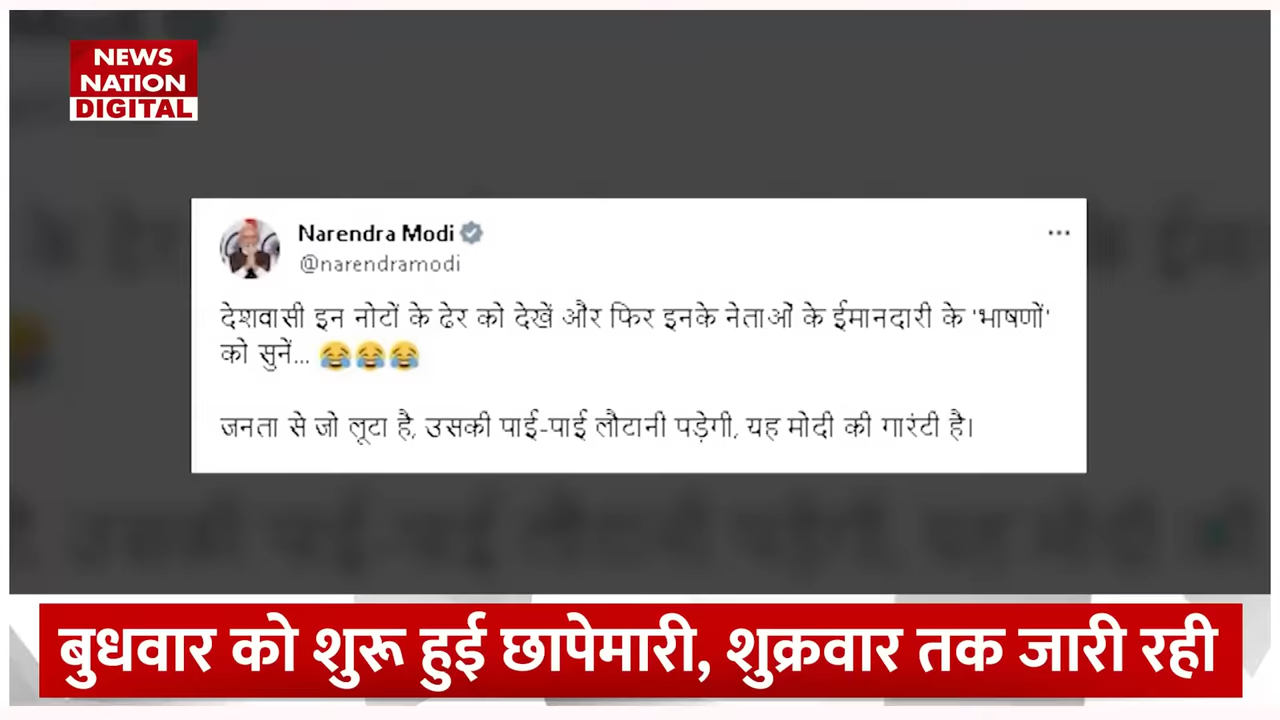 NEWS
NATION
DIGITAL
Narendra Modi
@narendramodi
देशवासी इन नोटों के ढेर को देखें और फिर इनके नेताओं के ईमानदारी के 'भाषणों'
को सुनें... 😂😂😂
जनता से जो लूटा है, उसकी पाई-पाई लौटानी पड़ेगी, यह मोदी की गारंटी है।
बुधवार को शुरू हुई छापेमारी, शुक्रवार तक जारी रही